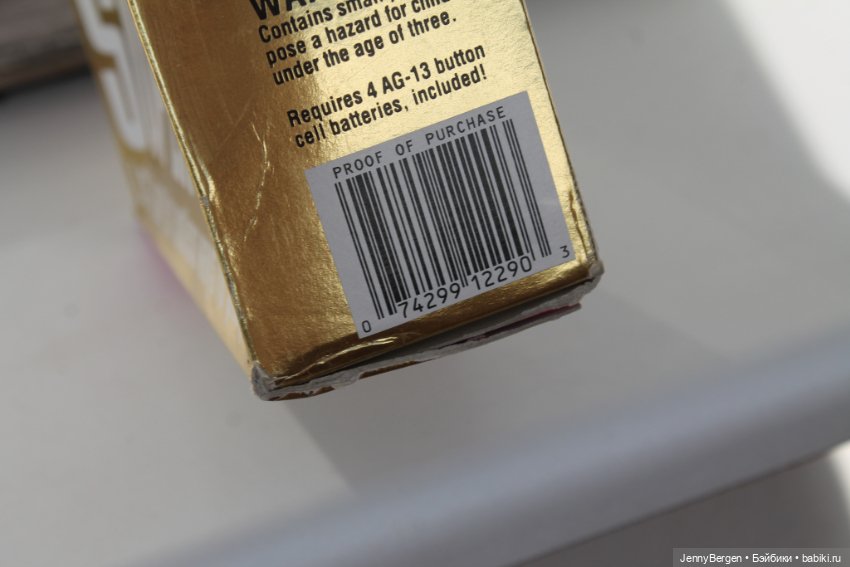 Contains small
pose a hazard for
under the age of three.
Requires 4 AG-13 button
cell batteries, included!
PROOF OF PURCHASE
0 74299 12290 3
JennyBergen • Бэйбики • babiki.ru